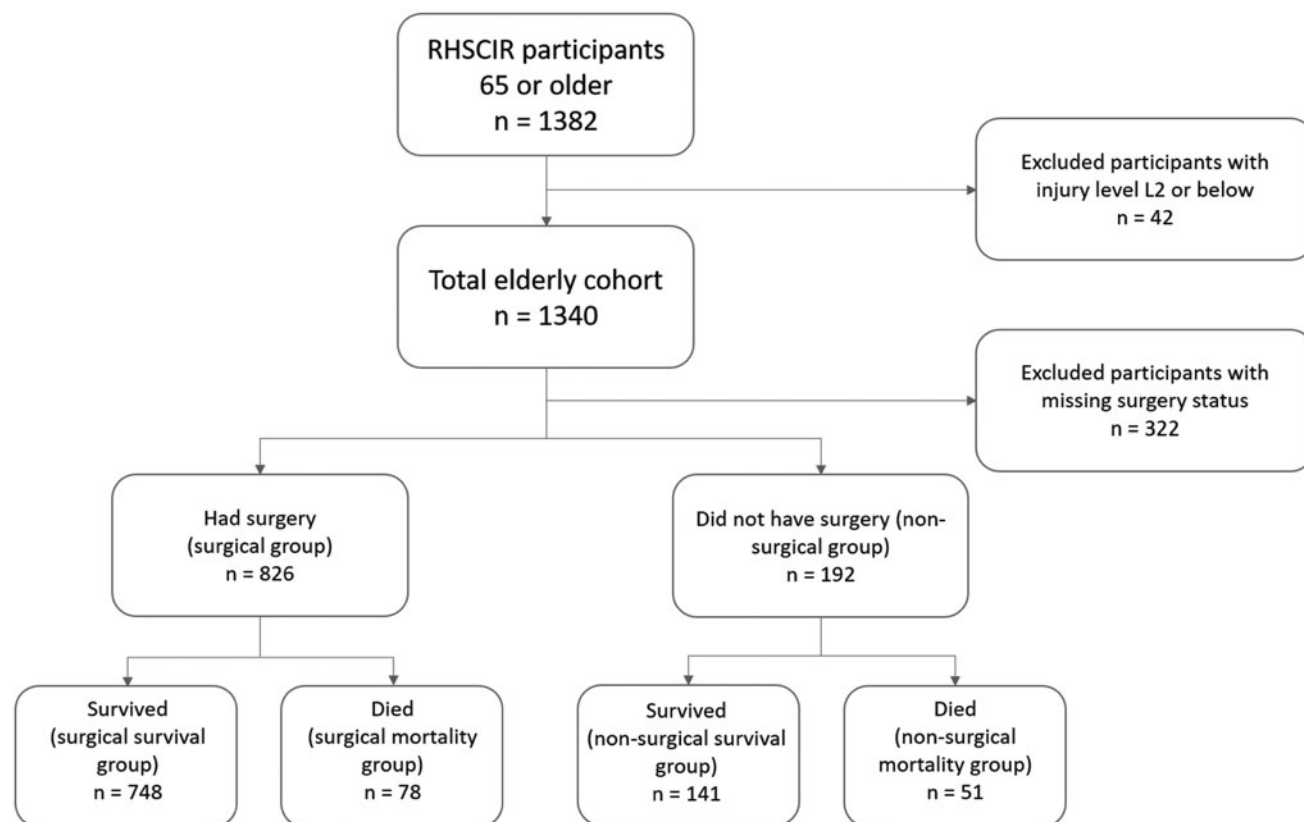 RHSCIR participants
65 or older
n = 1382
Excluded participants with
injury level L2 or below
n = 42
Total elderly cohort
n = 1340
Excluded participants with
missing surgery status
n = 322
Had surgery
(surgical group)
n = 826
Did not have surgery (non-
surgical group)
n = 192
Survived
(surgical survival
group)
n = 748
Died
(surgical mortality
group)
n = 78
Survived
(non-surgical survival
group)
n = 141
Died
(non-surgical
mortality group)
n = 51